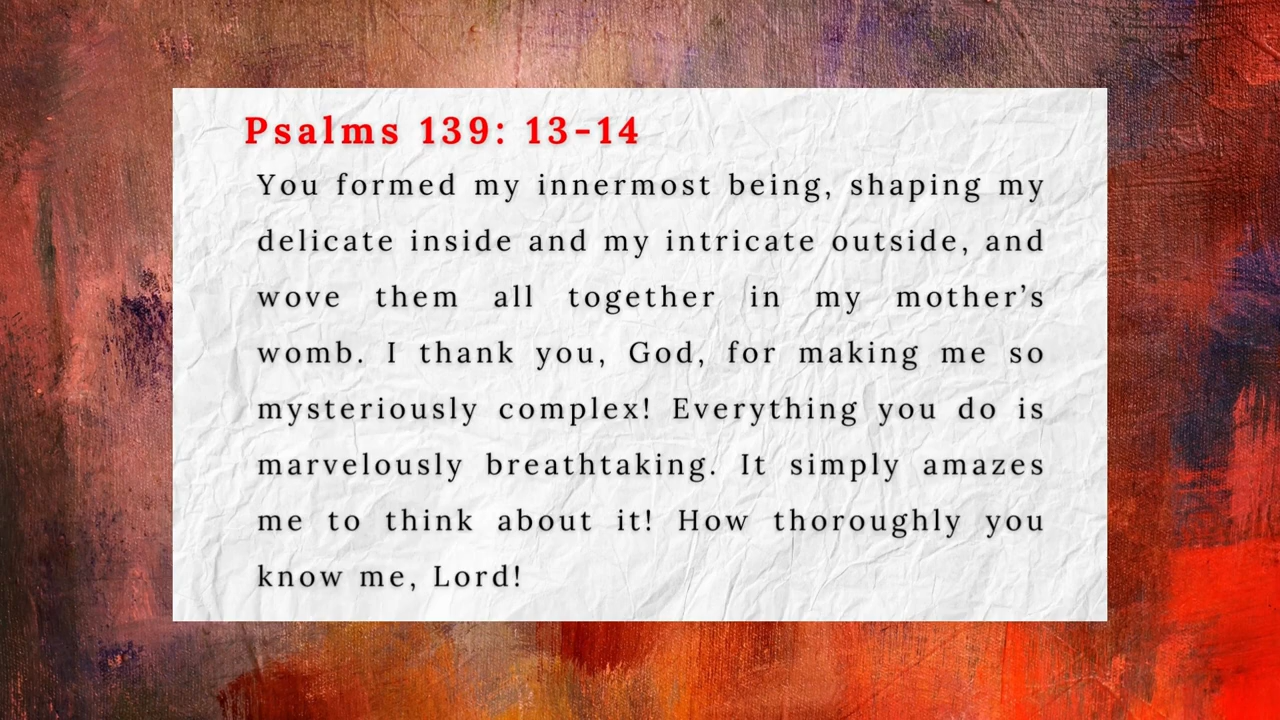 Psalms 139: 13-14
You formed my innermost being, shaping my
delicate inside and my intricate outside, and
wove them all together in my mother’s
womb. I thank you, God, for making me so
mysteriously complex! Everything you do is
marvelously breathtaking. It simply amazes
me to think about it! How thoroughly you
know me, Lord!